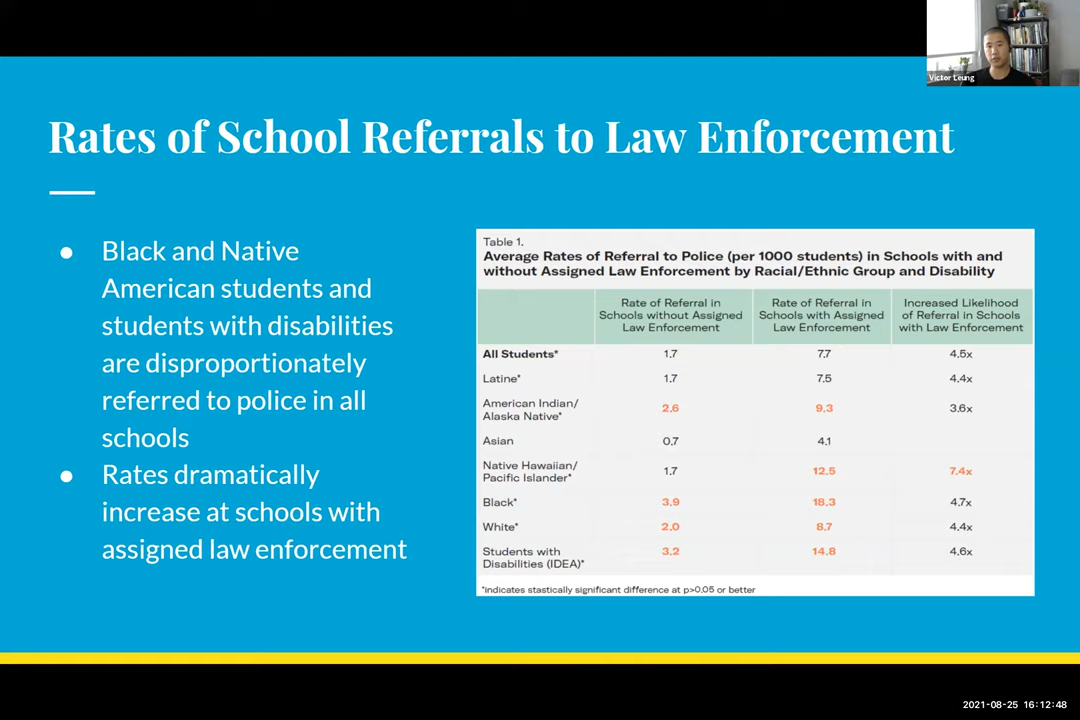 Victor Leung
Rates of School Referrals to Law Enforcement
● Black and Native
American students and
students with disabilities
are disproportionately
referred to police in all
schools
● Rates dramatically
increase at schools with
assigned law enforcement
Table 1.
Average Rates of Referral to Police (per 1000 students) in Schools with and
without Assigned Law Enforcement by Racial/Ethnic Group and Disability
Rate of Referral in Schools without Assigned Law Enforcement
Rate of Referral in Schools with Assigned Law Enforcement
Increased Likelihood of Referral in Schools with Law Enforcement
All Students* 1.7 7.7 4.5x
Latine* 1.7 7.5 4.4x
American Indian/
Alaska Native* 2.6 9.3 3.6x
Asian 0.7 4.1
Native Hawaiian/
Pacific Islander* 1.7 12.5 7.4x
Black* 3.9 18.3 4.7x
White* 2.0 8.7 4.4x
Students with
Disabilities (IDEA)* 3.2 14.8 4.6x
*indicates stastically significant difference at p>0.05 or better
2021-08-25 16:12:48